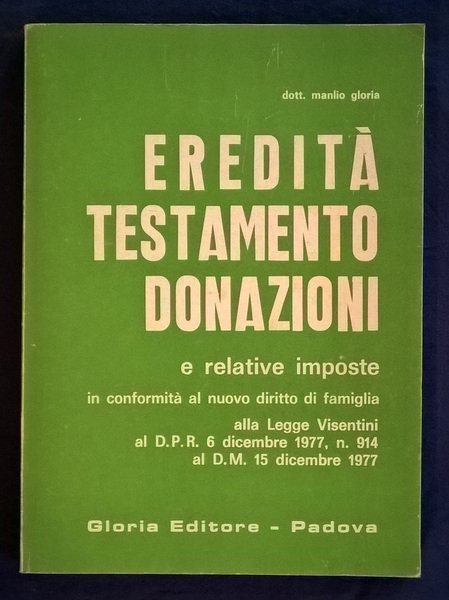 dott. manlio gloria
EREDITÀ
TESTAMENTO
DONAZIONI
e relative imposte
in conformità al nuovo diritto di famiglia
alla Legge Visentini
al D.P.R. 6 dicembre 1977, n. 914
al D.M. 15 dicembre 1977
Gloria Editore - Padova